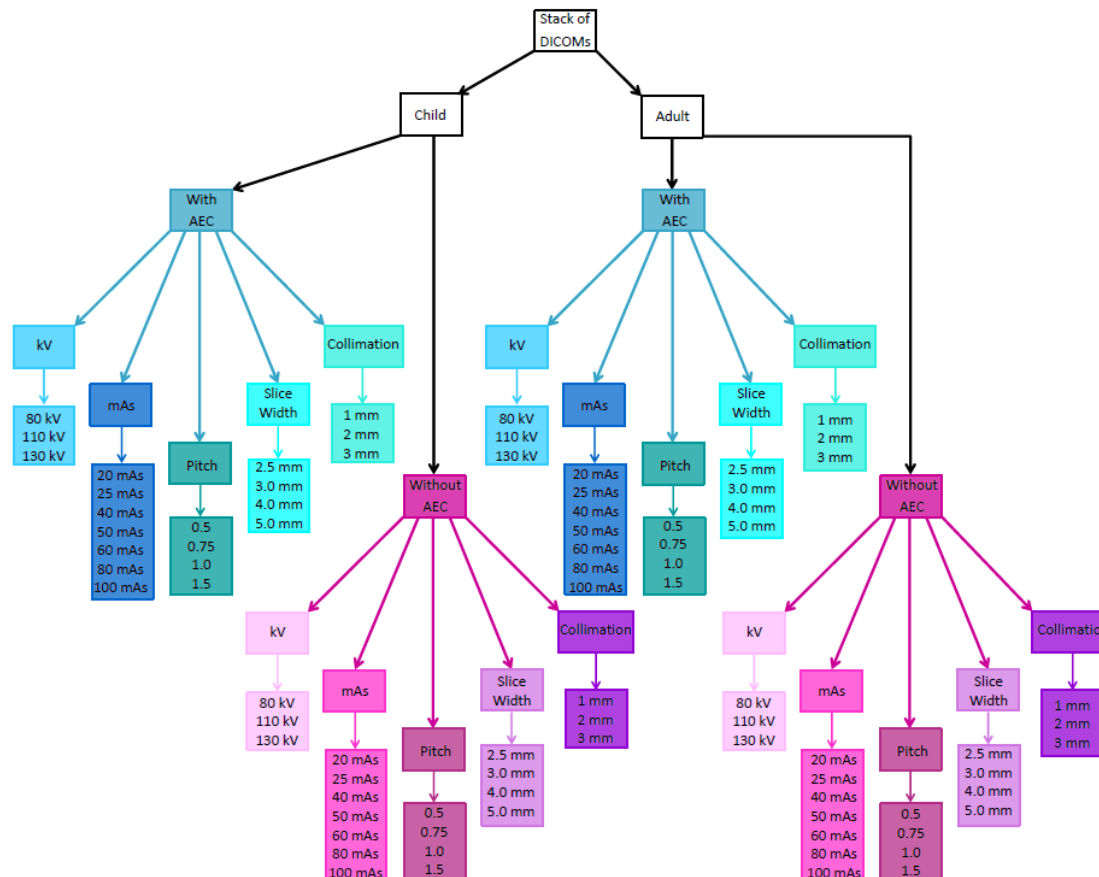 Stack of
DICOMs
Child
Adult
With
AEC
With
AEC
kV
mAs
Pitch
Slice
Width
Collimation
80 kV
110 kV
130 kV
20 mAs
25 mAs
40 mAs
50 mAs
60 mAs
80 mAs
100 mAs
0.5
0.75
1.0
1.5
2.5 mm
3.0 mm
4.0 mm
5.0 mm
1 mm
2 mm
3 mm
kV
mAs
Pitch
Slice
Width
Collimation
80 kV
110 kV
130 kV
20 mAs
25 mAs
40 mAs
50 mAs
60 mAs
80 mAs
100 mAs
0.5
0.75
1.0
1.5
2.5 mm
3.0 mm
4.0 mm
5.0 mm
1 mm
2 mm
3 mm
Without
AEC
kV
mAs
Pitch
Slice
Width
Collimation
80 kV
110 kV
130 kV
20 mAs
25 mAs
40 mAs
50 mAs
60 mAs
80 mAs
100 mAs
0.5
0.75
1.0
1.5
2.5 mm
3.0 mm
4.0 mm
5.0 mm
1 mm
2 mm
3 mm
Without
AEC
kV
mAs
Pitch
Slice
Width
Collimation
80 kV
110 kV
130 kV
20 mAs
25 mAs
40 mAs
50 mAs
60 mAs
80 mAs
100 mAs
0.5
0.75
1.0
1.5
2.5 mm
3.0 mm
4.0 mm
5.0 mm
1 mm
2 mm
3 mm